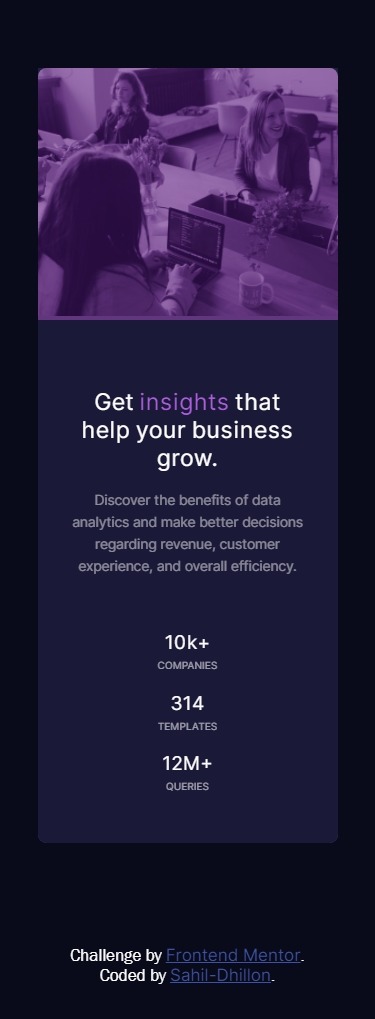 Get insights that
help your business
grow.
Discover the benefits of data
analytics and make better decisions
regarding revenue, customer
experience, and overall efficiency.
10k+
COMPANIES
314
TEMPLATES
12M+
QUERIES
Challenge by Frontend Mentor.
Coded by Sahil-Dhillon.